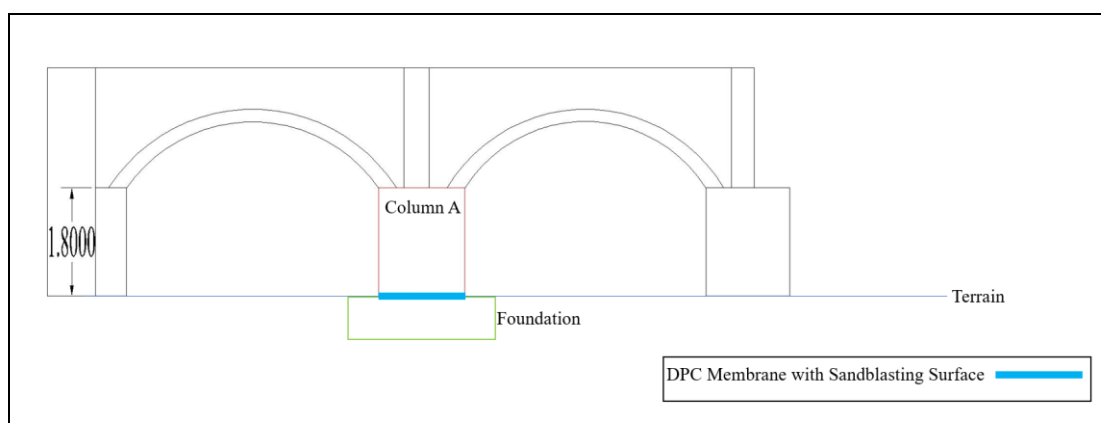 Column A
1.8000
Terrain
Foundation
DPC Membrane with Sandblasting Surface